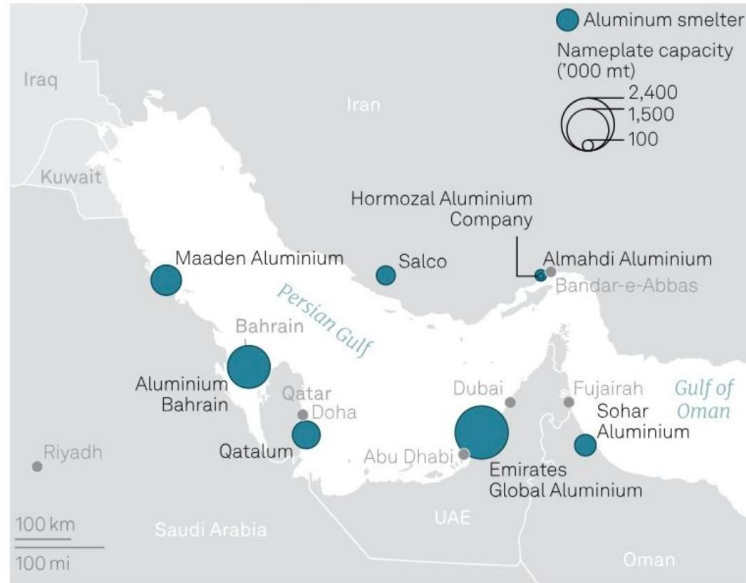 Aluminum smelter
Nameplate capacity
('000 mt)
2,400
1,500
100
Iraq
Iran
Kuwait
Hormozal Aluminium
Company
Maaden Aluminium
Salco
Almahdi Aluminium
Bandar-e-Abbas
Persian Gulf
Bahrain
Aluminium
Bahrain
Qatar
Doha
Qatalum
Dubai
Fujairah
Gulf of
Oman
Sohar
Aluminium
Riyadh
Abu Dhabi
Emirates
Global Aluminium
UAE
100 km
100 mi
Saudi Arabia
Oman